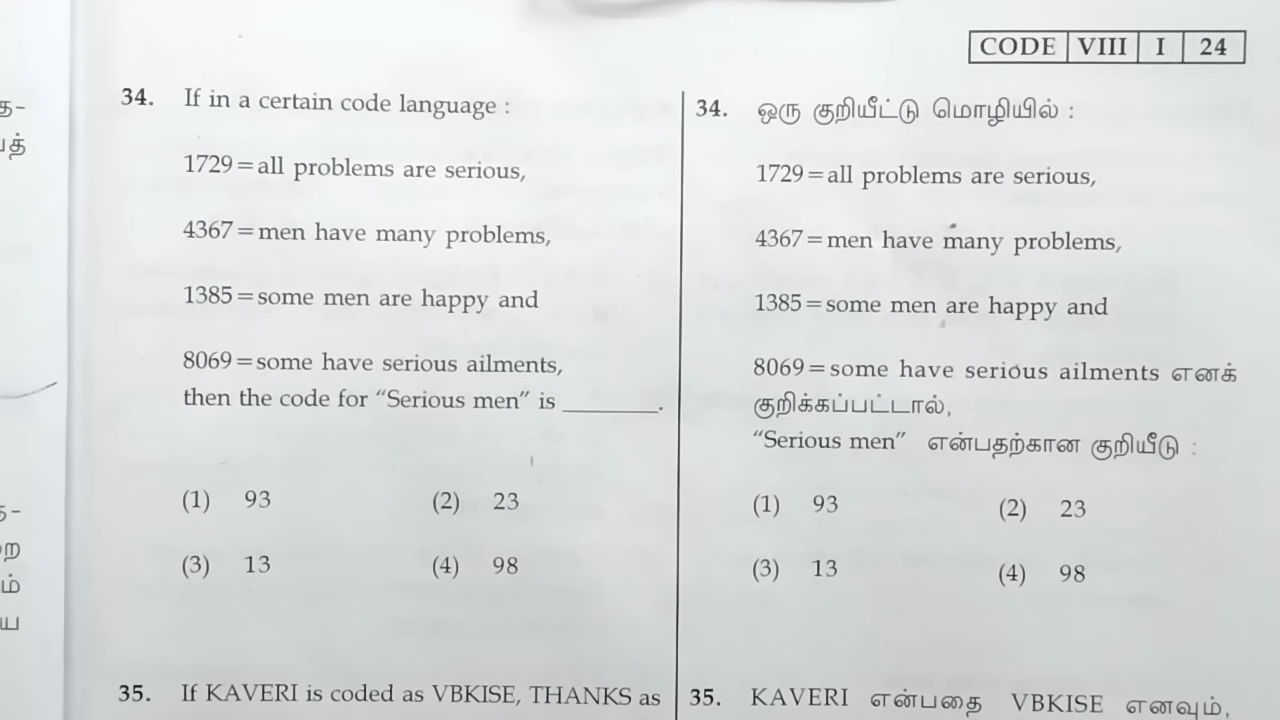 CODE VIII I 24
34. If in a certain code language :
1729 = all problems are serious,
4367 = men have many problems,
1385 = some men are happy and
8069 = some have serious ailments,
then the code for “Serious men” is ________.
(1) 93 (2) 23
(3) 13 (4) 98
35. If KAVERI is coded as VBKISE, THANKS as
34. ஒரு குறியீட்டு மொழியில் :
1729 = all problems are serious,
4367 = men have many problems,
1385 = some men are happy and
8069 = some have serious ailments எனக்
குறிக்கப்பட்டால்,
“Serious men” என்பதற்கான குறியீடு :
(1) 93 (2) 23
(3) 13 (4) 98
35. KAVERI என்பதை VBKISE எனவும்,